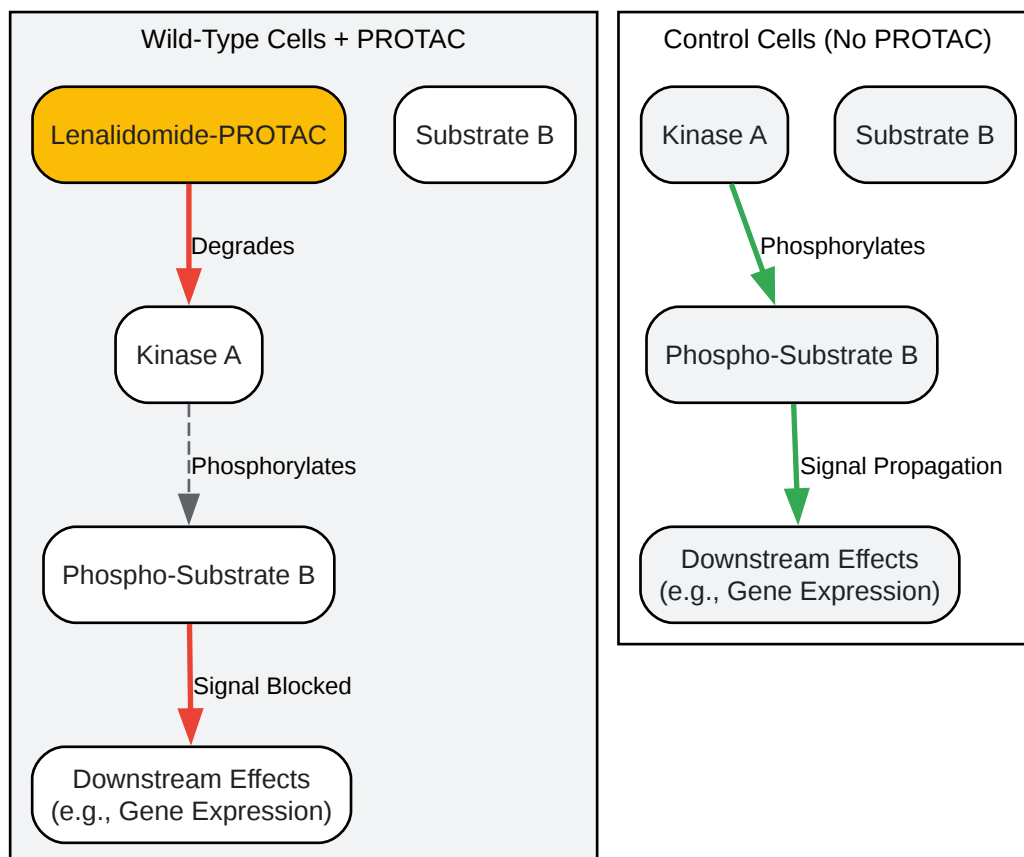 Wild-Type Cells + PROTAC
Lenalidomide-PROTAC
Substrate B
Degrades
Kinase A
Phosphorylates
Phospho-Substrate B
Signal Blocked
Downstream Effects
(e.g., Gene Expression)
Control Cells (No PROTAC)
Kinase A
Substrate B
Phosphorylates
Phospho-Substrate B
Signal Propagation
Downstream Effects
(e.g., Gene Expression)